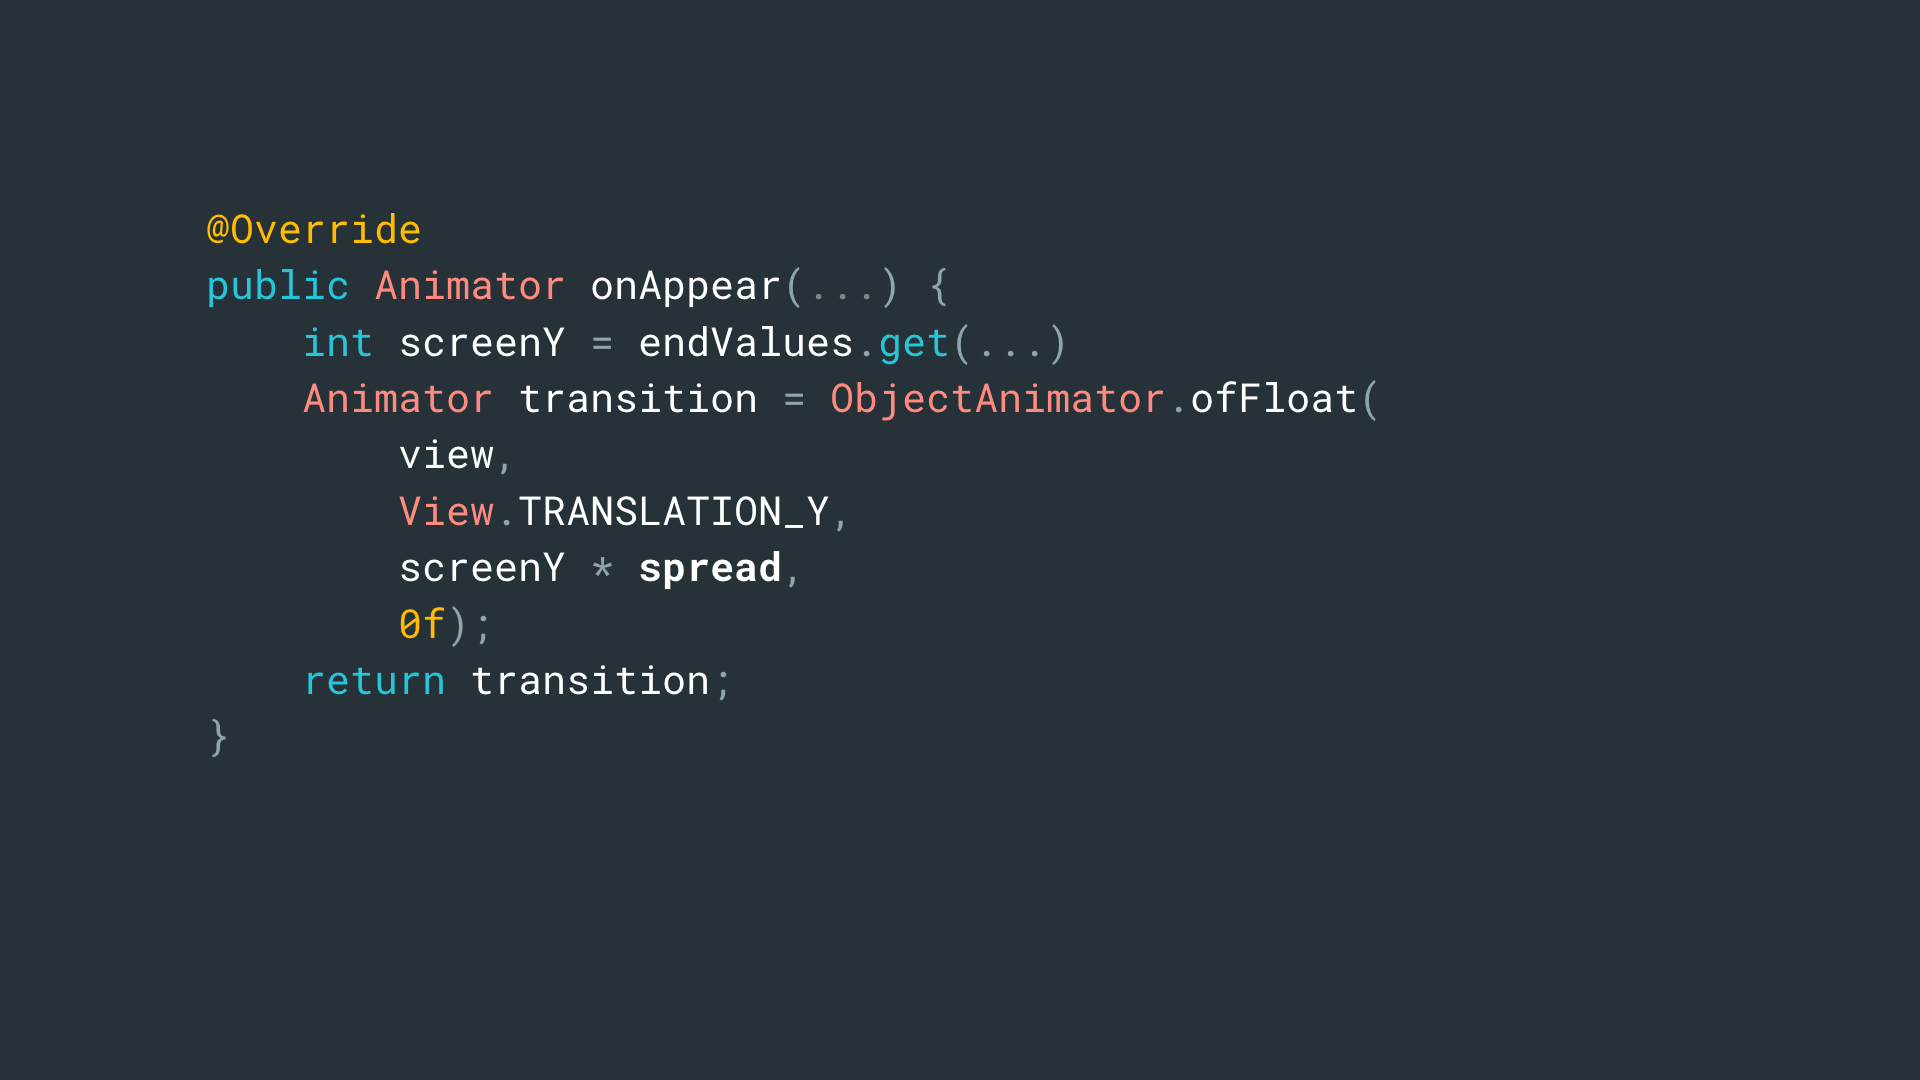 @Override
public Animator onAppear(...) {
    int screenY = endValues.get(...)
    Animator transition = ObjectAnimator.ofFloat(
        view,
        View.TRANSLATION_Y,
        screenY * spread,
        0f);
    return transition;
}